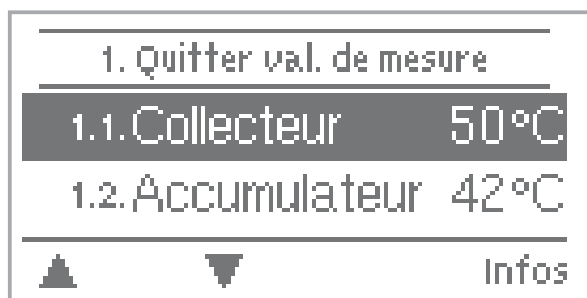 1. Quitter val. de mesure
1.1. Collecteur 50°C
1.2. Accumulateur 42°C
▲ ▼ Infos